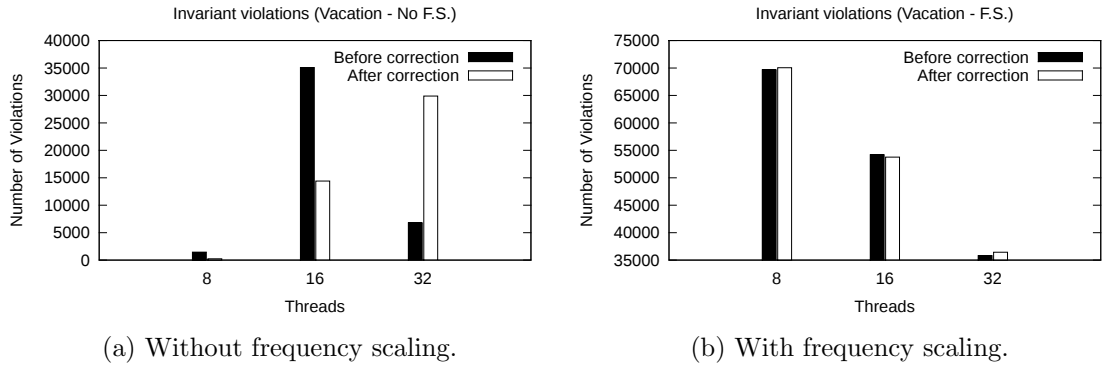 Invariant violations (Vacation - No F.S.)
Number of Violations
40000
35000
30000
25000
20000
15000
10000
5000
0
Before correction
After correction
8 16 32
Threads
(a) Without frequency scaling.
Invariant violations (Vacation - F.S.)
Number of Violations
75000
70000
65000
60000
55000
50000
45000
40000
35000
Before correction
After correction
8 16 32
Threads
(b) With frequency scaling.